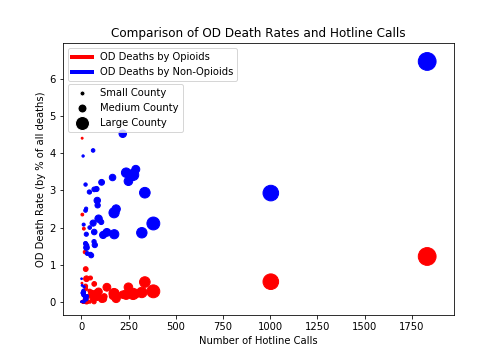 Comparison of OD Death Rates and Hotline Calls
OD Death Rate (by % of all deaths)
6
5
4
3
2
1
0
OD Deaths by Opioids
OD Deaths by Non-Opioids
Small County
Medium County
Large County
0 250 500 750 1000 1250 1500 1750
Number of Hotline Calls